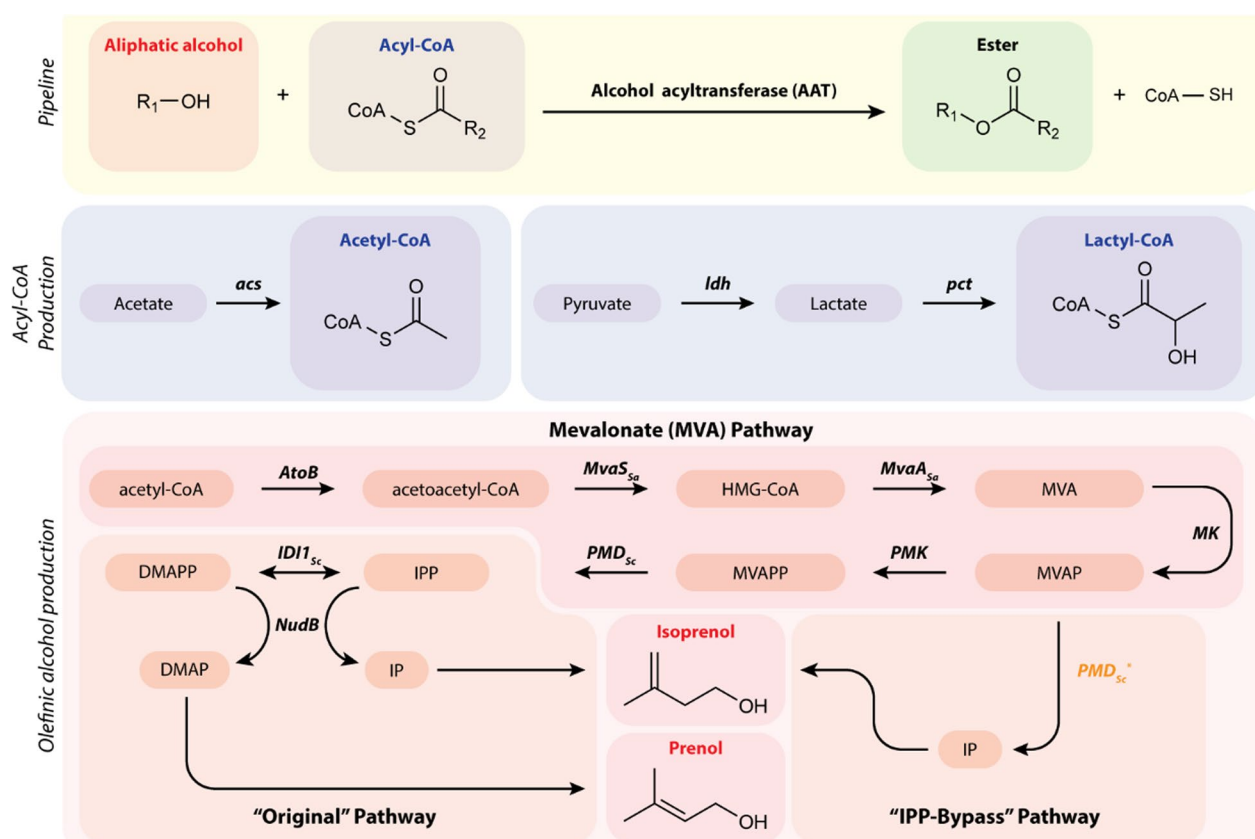 Pipeline
Aliphatic alcohol
R1—OH
+
Acyl-CoA
O
CoA
S
R2
Alcohol acyltransferase (AAT)
Ester
O
R1
O
R2
+
CoA — SH
Acyl-CoA
Production
Acetate
acs
Acetyl-CoA
O
CoA
S
Pyruvate
ldh
Lactate
pct
Lactyl-CoA
O
CoA
S
OH
Olefinic alcohol production
Mevalonate (MVA) Pathway
acetyl-CoA
AtoB
acetoacetyl-CoA
MvaSSa
HMG-CoA
MvaASa
MVA
MK
DMAPP
IDI1Sc
IPP
PMDSc
MVAPP
PMK
MVAP
NudB
DMAP
IP
Isoprenol
OH
PMDSc*
IP
Prenol
OH
“Original” Pathway
“IPP-Bypass” Pathway